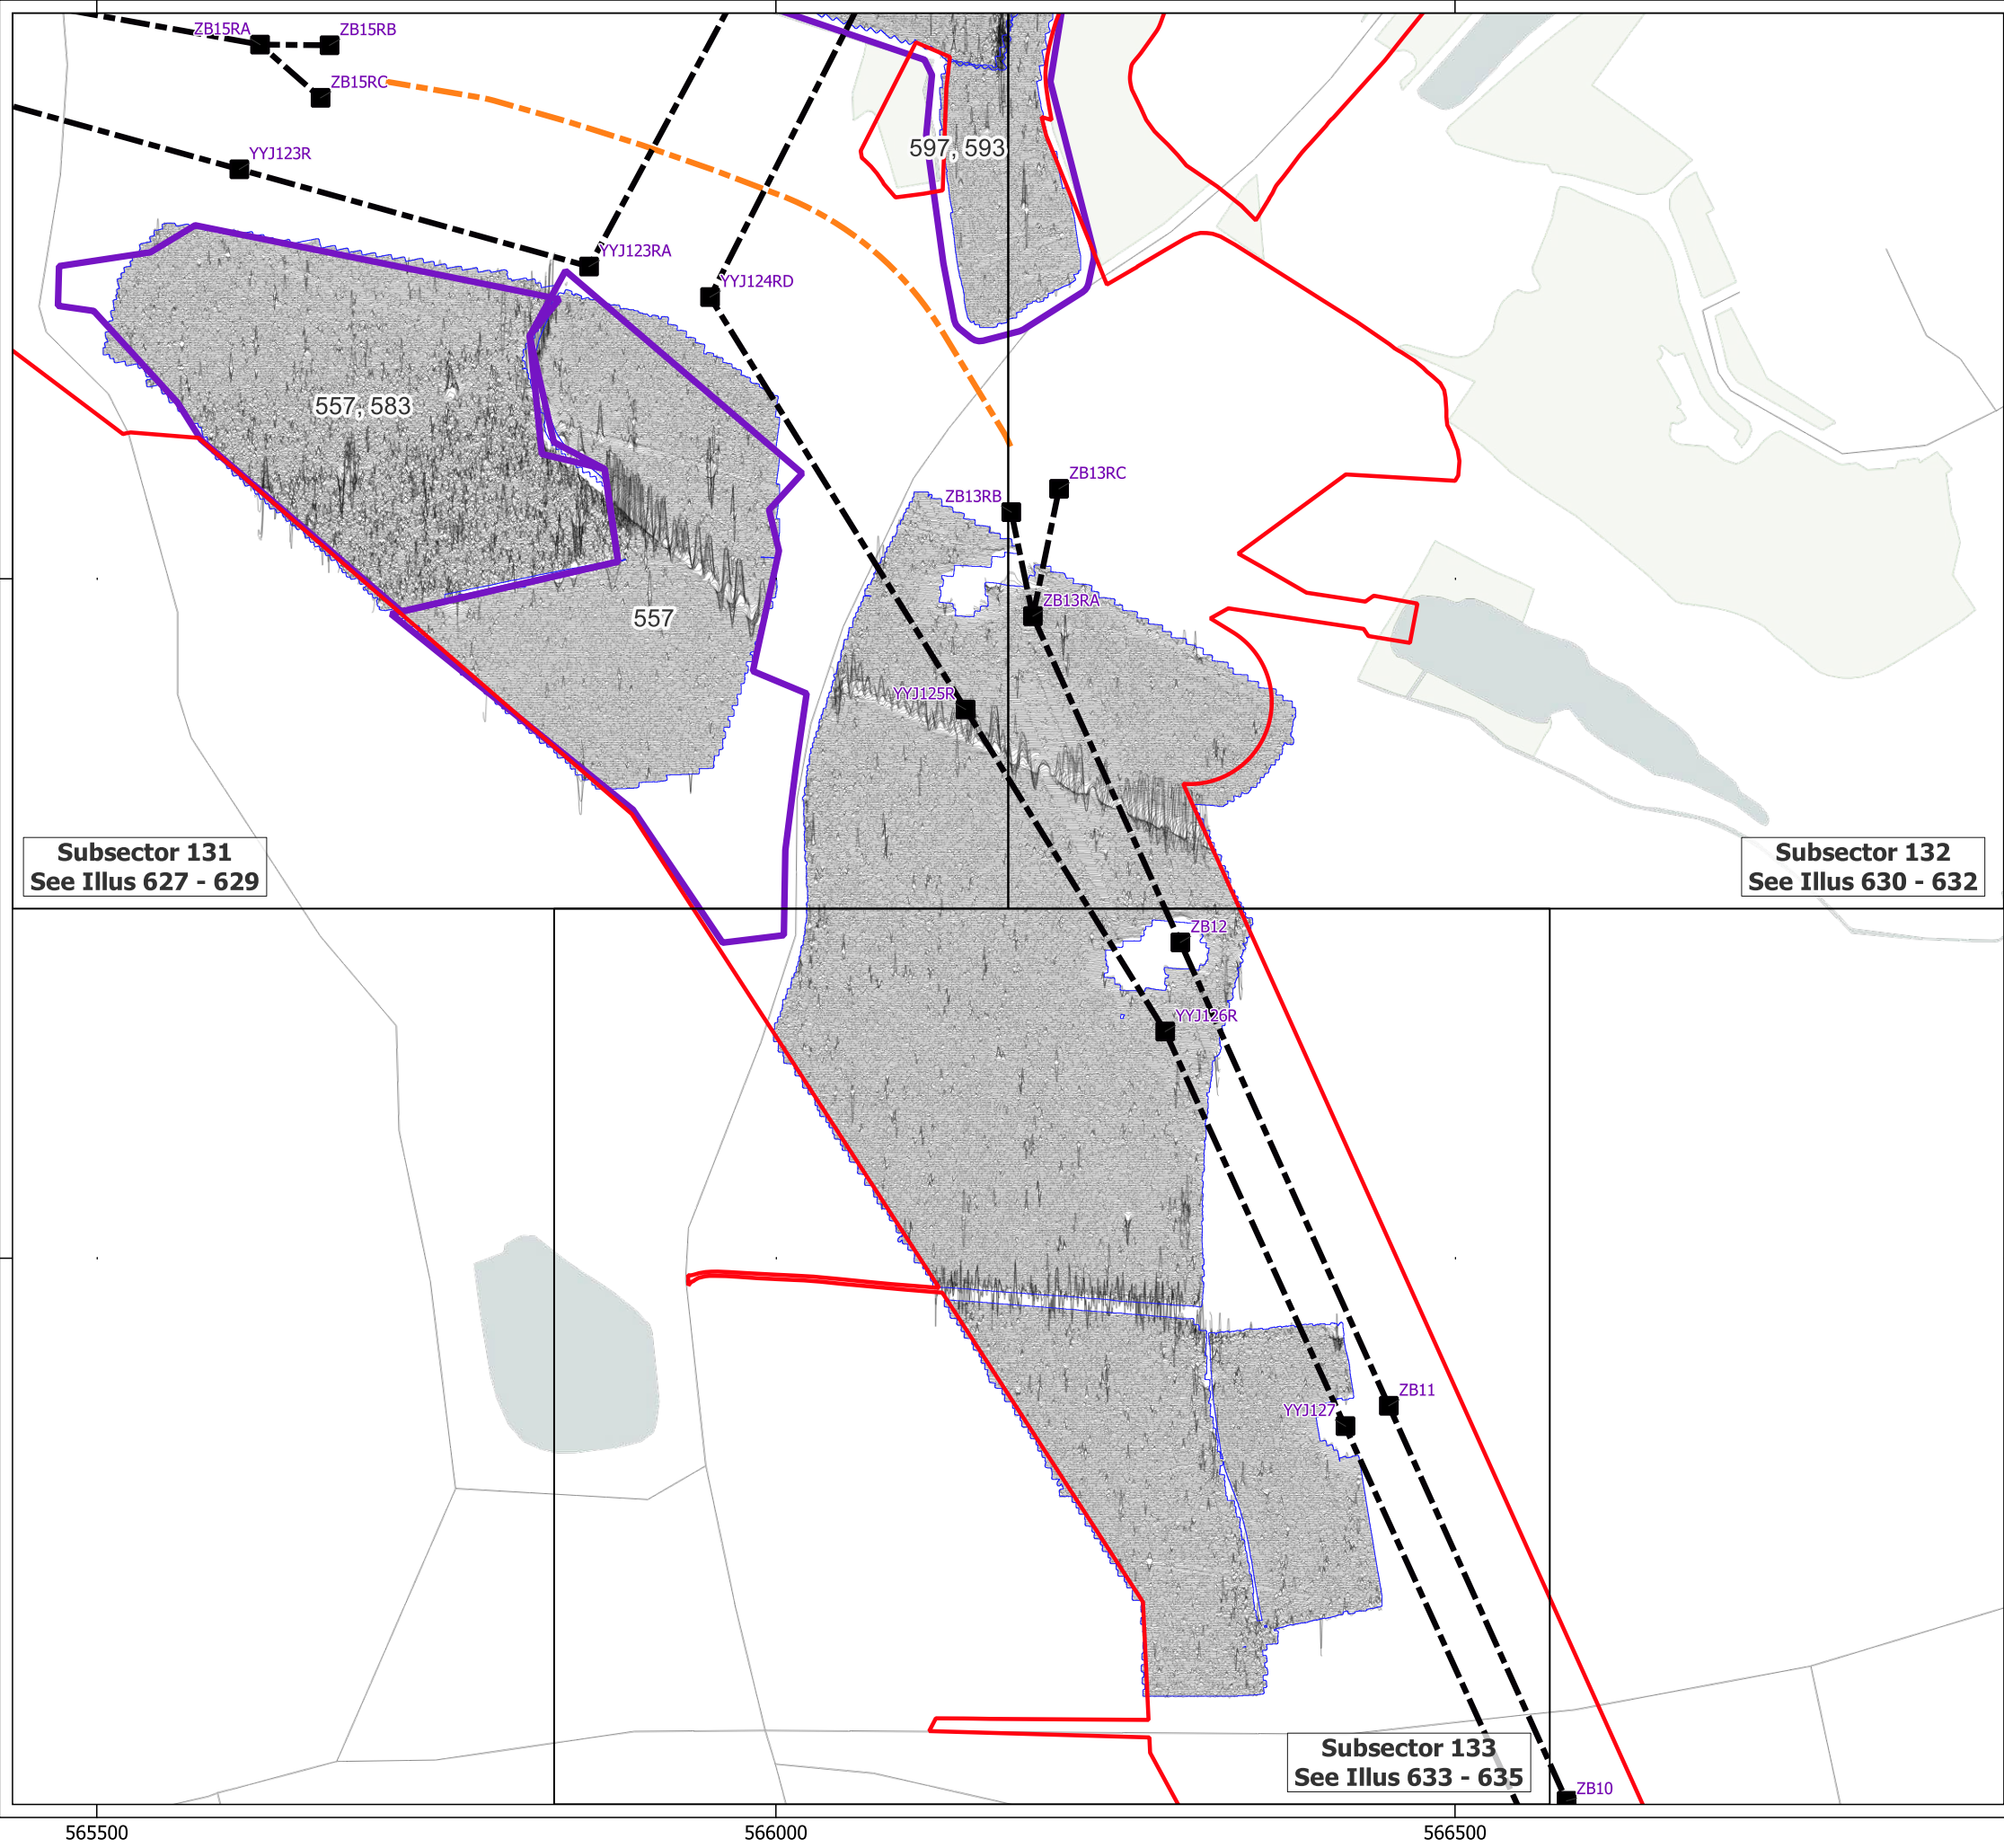 ZB15RA
ZB15RB
ZB15RC
YYJ123R
597, 593
YYJ123RA
YYJ124RD
557, 583
ZB13RC
ZB13RB
ZB13RA
557
YYJ125R
Subsector 131
See Illus 627 - 629
Subsector 132
See Illus 630 - 632
ZB12
YYJ126R
ZB11
YYJ127
Subsector 133
See Illus 633 - 635
ZB10
565500
566000
566500